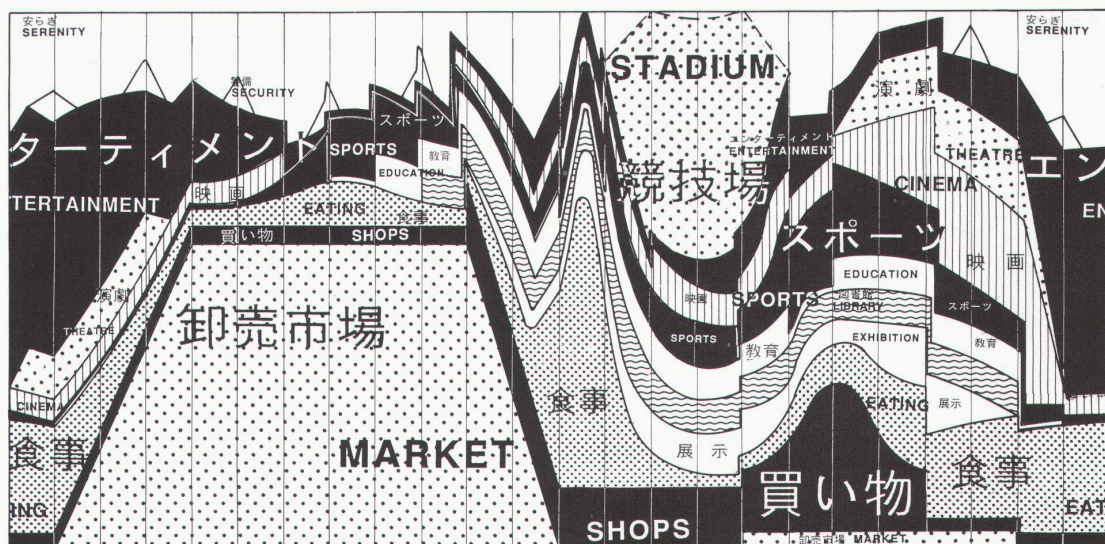 安らぎ
SERENITY
警備
SECURITY
ターティメント
TERTAINMENT
演劇
THEATRE
CINEMA
食事
ING
映画
SPORTS
スポーツ
教育
EDUCATION
EATING
食事
買い物
SHOPS
卸売市場
MARKET
食事
SHOPS
STADIUM
競技場
映画
SPORTS
展示
エンターティメント
ENTERTAINMENT
スポーツ
SPORTS
教育
EDUCATION
図書館
LIBRARY
EXHIBITION
EATING
買い物
卸売市場 MARKET
演劇
THEATRE
CINEMA
映画
スポーツ
教育
展示
食事
安らぎ
SERENITY
エン
EN
EAT